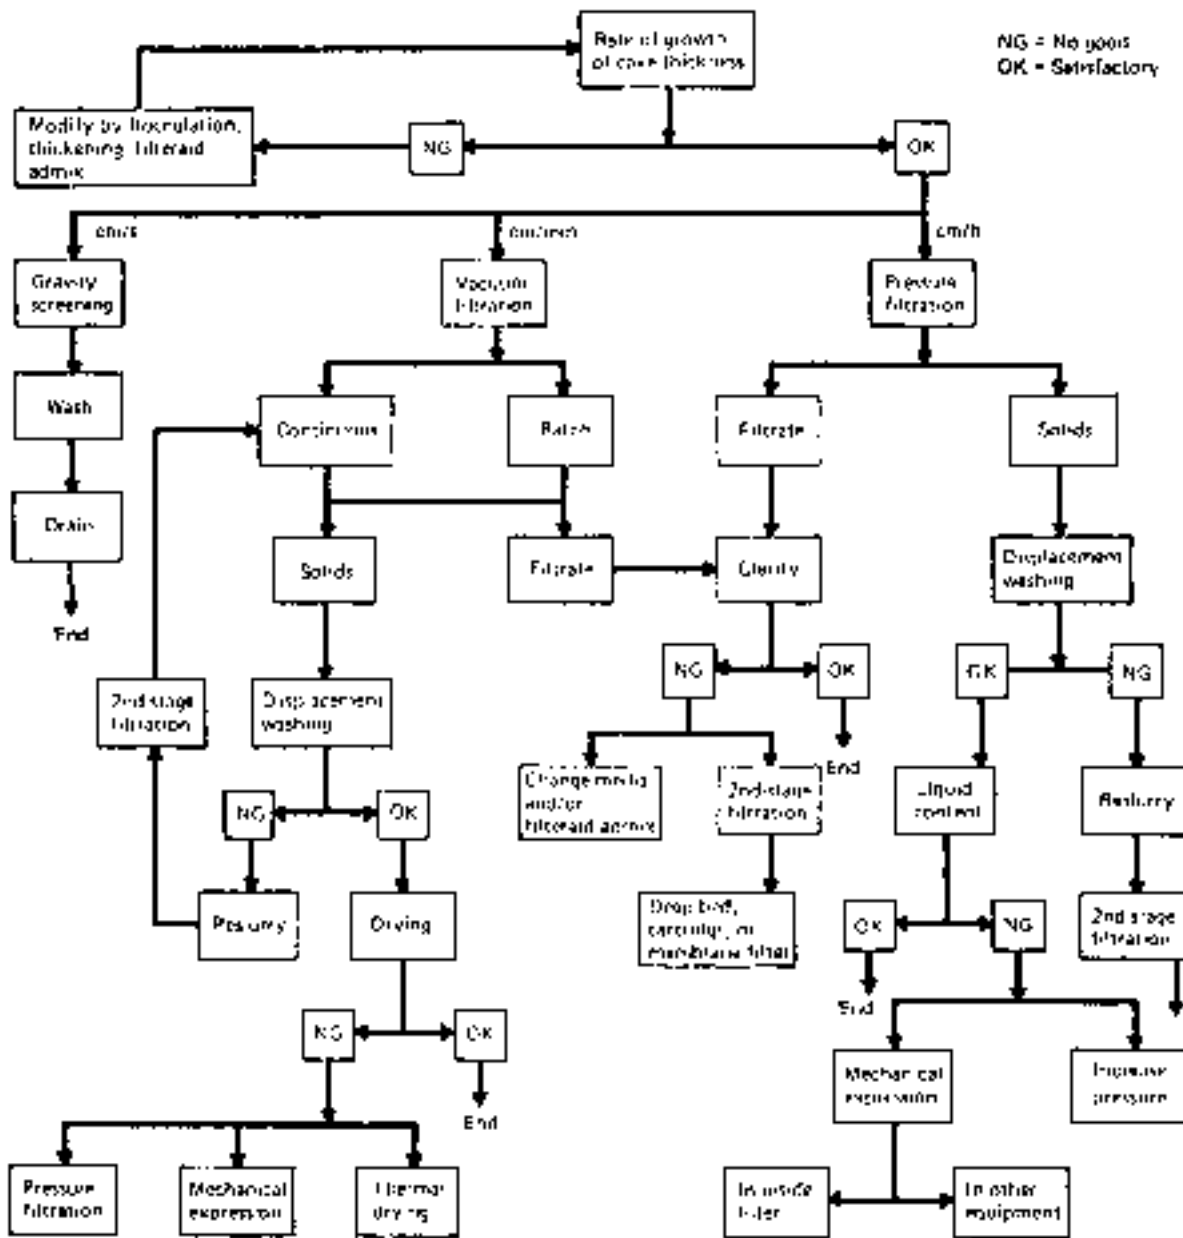 Rate of growth
of cake thickness
NG = No good
OK = Satisfactory
Modify by flocculation,
thickening, filteraid
admix
NG
OK
cm/s
cm/min
cm/h
Gravity
screening
Vacuum
filtration
Pressure
filtration
Wash
Continuous
Batch
Filtrate
Solids
Drain
Solids
Filtrate
Clarity
Displacement
washing
End
NG
OK
OK
NG
2nd-stage
filtration
Displacement
washing
End
Change media
and/or
filteraid admix
2nd-stage
filtration
Liquid
content
Reslurry
NG
OK
Reslurry
Drying
Deep bed,
cartridge, or
membrane filter
OK
NG
2nd stage
filtration
End
NG
OK
Mechanical
expression
Increase
pressure
End
Pressure
filtration
Mechanical
expression
Thermal
drying
In inside
filter
In other
equipment